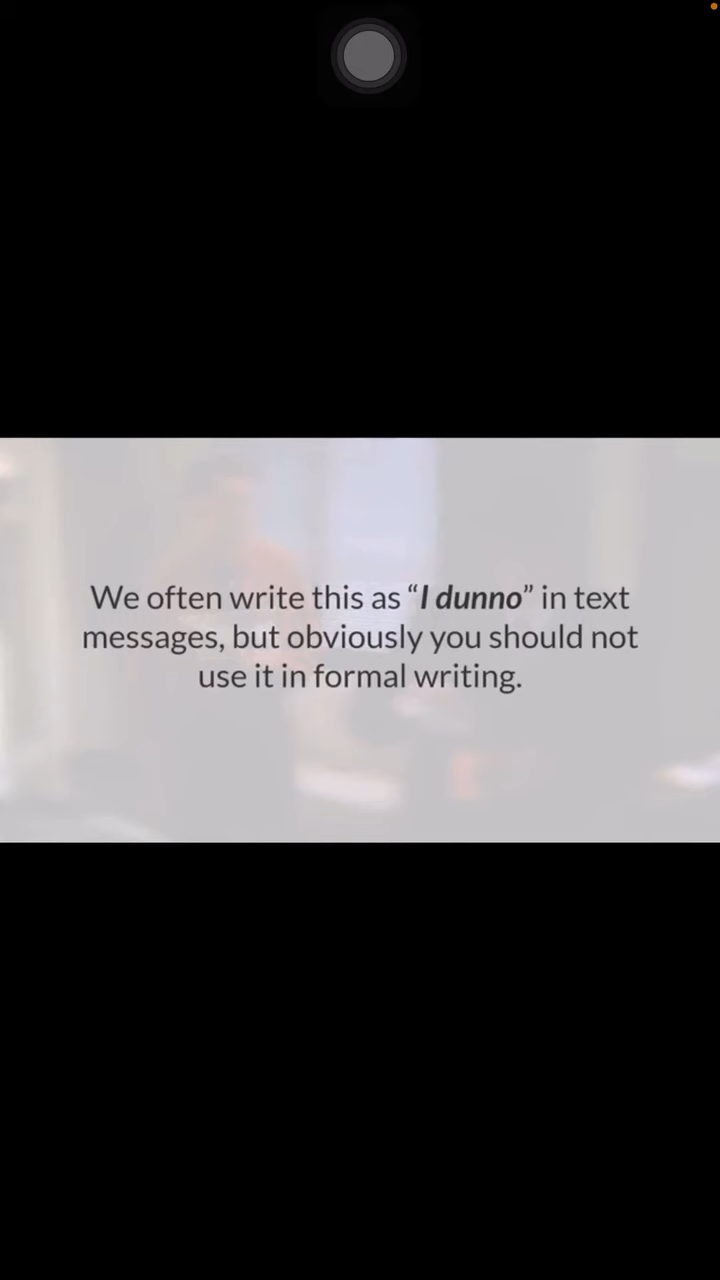 We often write this as “I dunno” in text
messages, but obviously you should not
use it in formal writing.